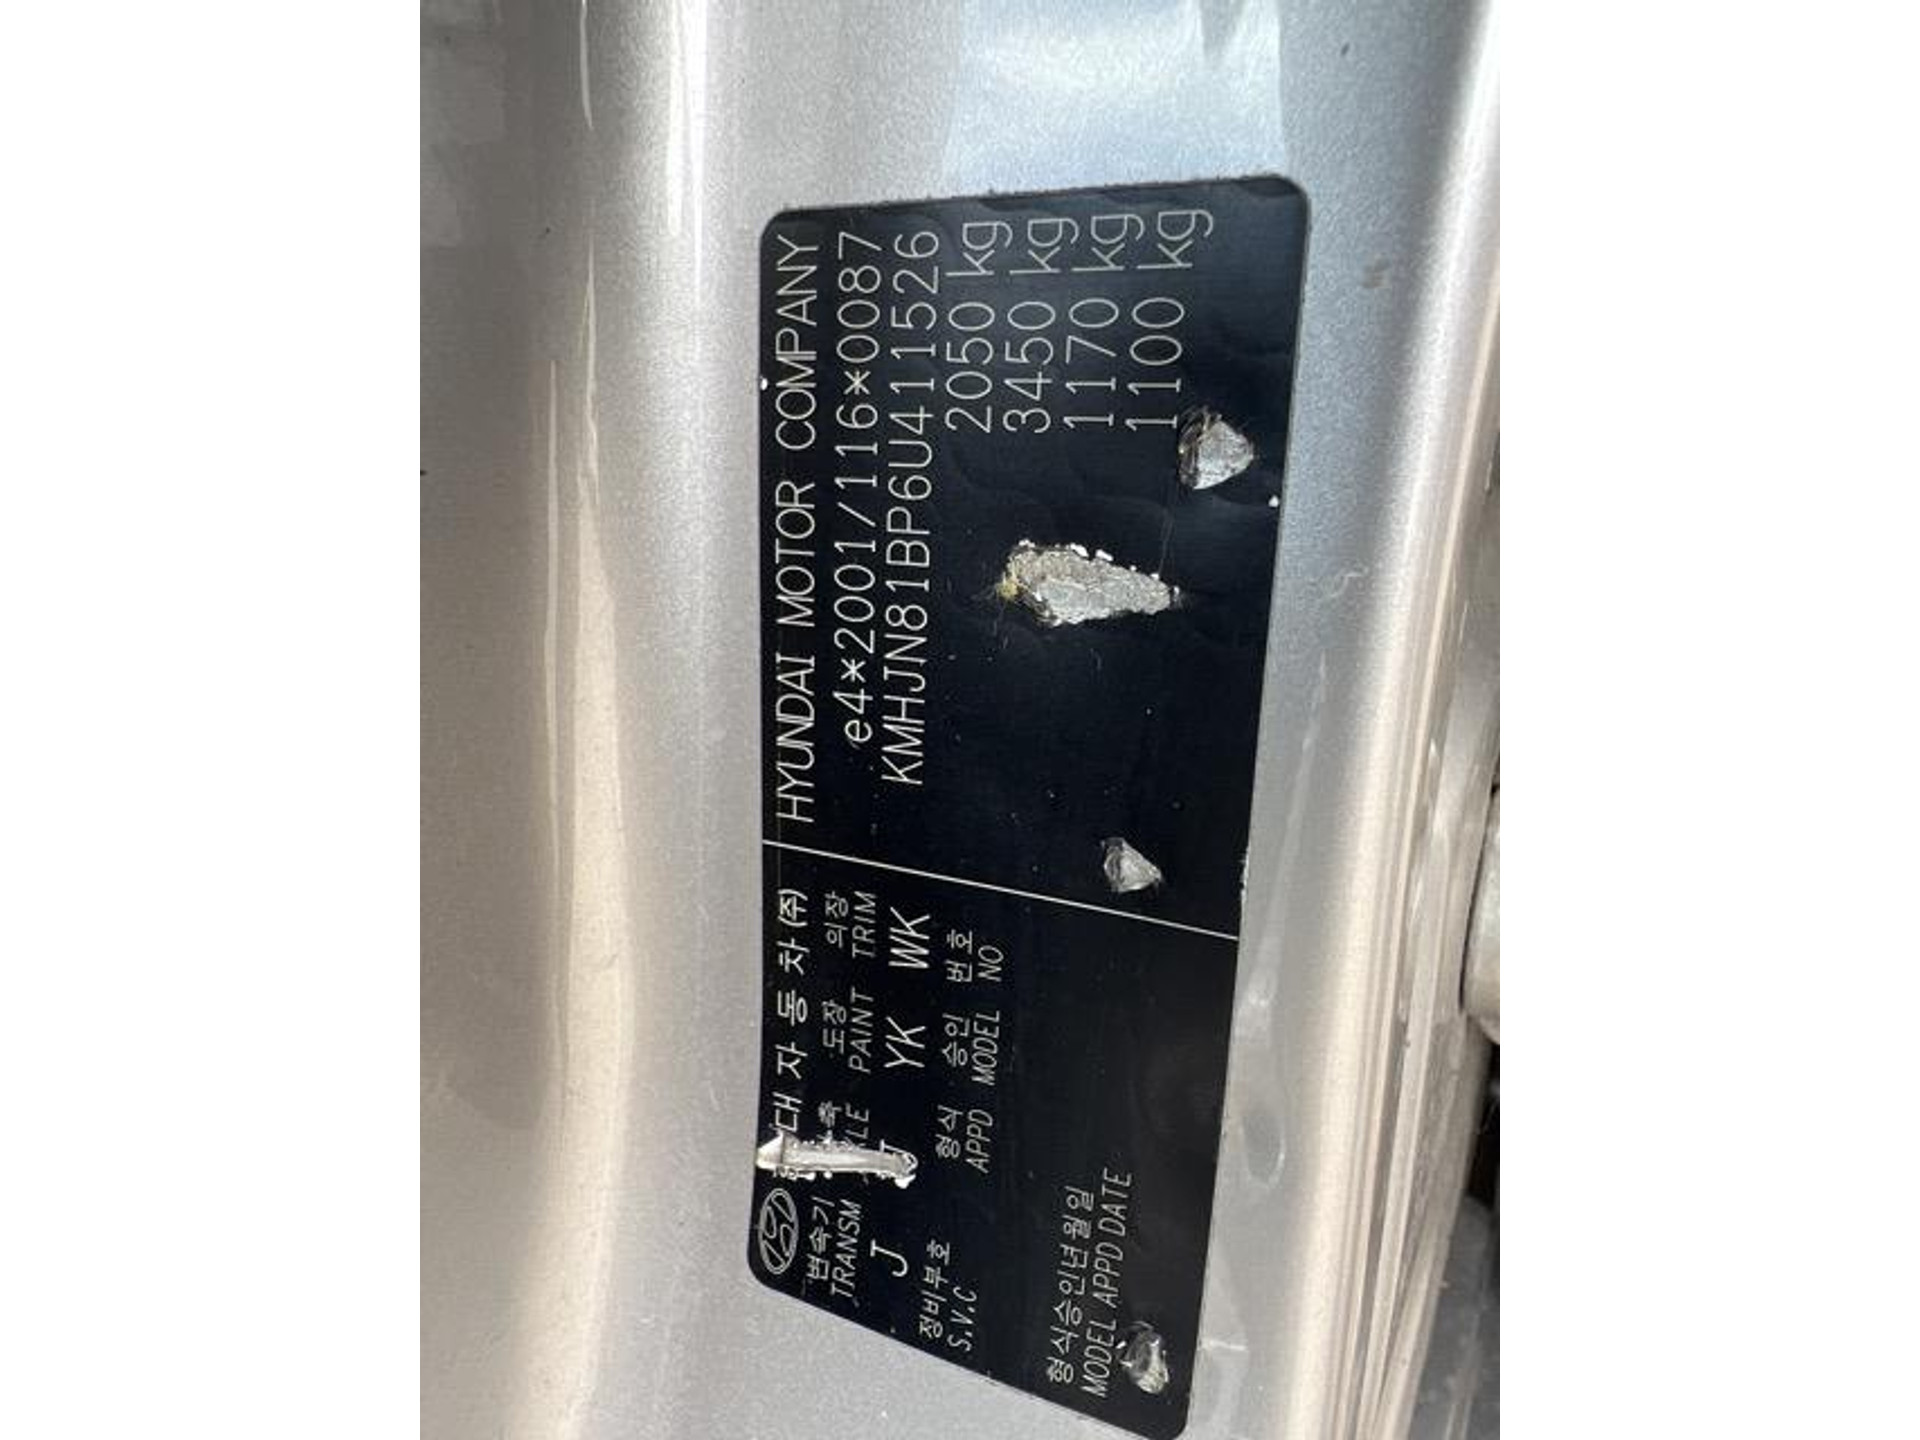 대 자 동 차 (주)
HYUNDAI MOTOR COMPANY
변속기 축 도장 의장
TRANSM PAINT TRIM
J YK WK
e4*2001/116*00087
KMHJN81BP6U411526
2050 kg
3450 kg
1170 kg
1100 kg
정비부호 형식 승인 번호
S.V.C APPD MODEL NO
형식승인년월일
MODEL APPD DATE